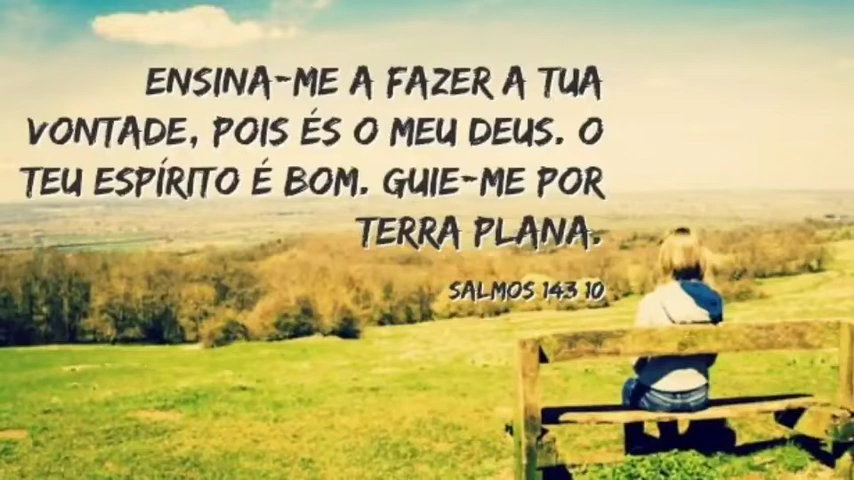 ENSINA-ME A FAZER A TUA
VONTADE, POIS ÉS O MEU DEUS. O
TEU ESPÍRITO É BOM. GUIE-ME POR
TERRA PLANA.
SALMOS 143 10